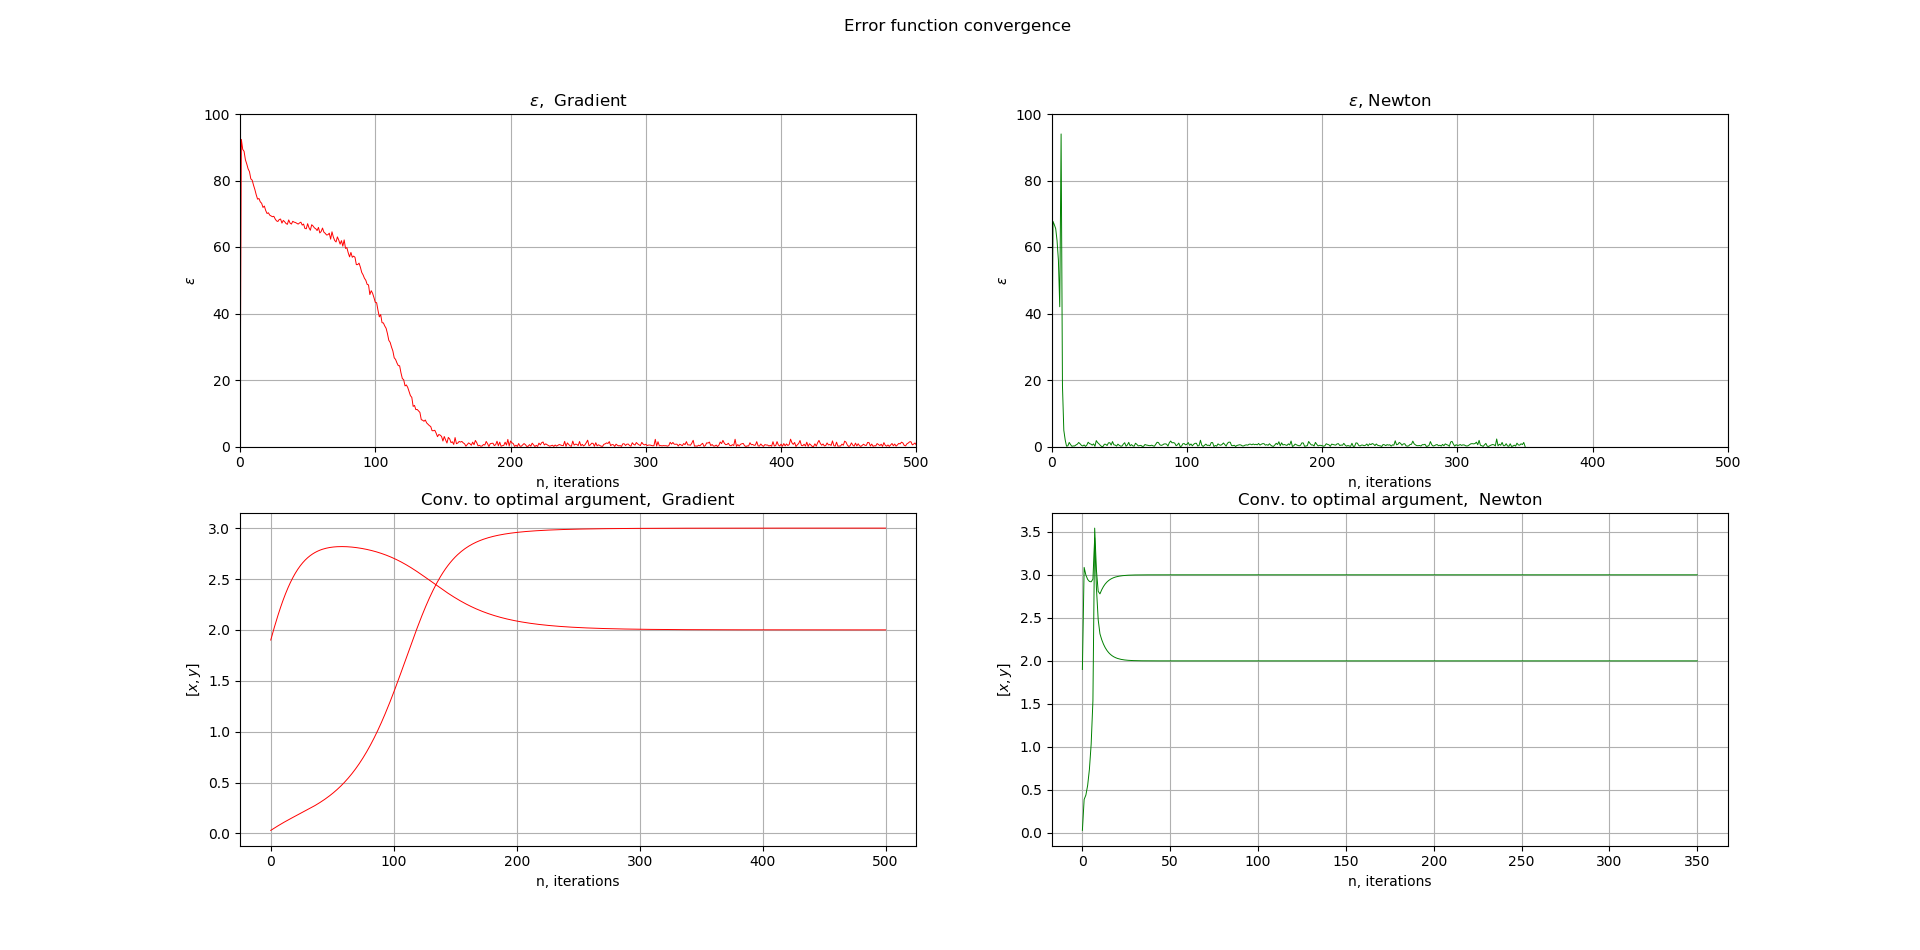 Error function convergence
ε,  Gradient
100
80
60
40
20
0
ε
0 100 200 300 400 500
n, iterations
ε, Newton
100
80
60
40
20
0
ε
0 100 200 300 400 500
n, iterations
Conv. to optimal argument,  Gradient
3.0
2.5
2.0
1.5
1.0
0.5
0.0
[x, y]
0 100 200 300 400 500
n, iterations
Conv. to optimal argument,  Newton
3.5
3.0
2.5
2.0
1.5
1.0
0.5
0.0
[x, y]
0 50 100 150 200 250 300 350
n, iterations